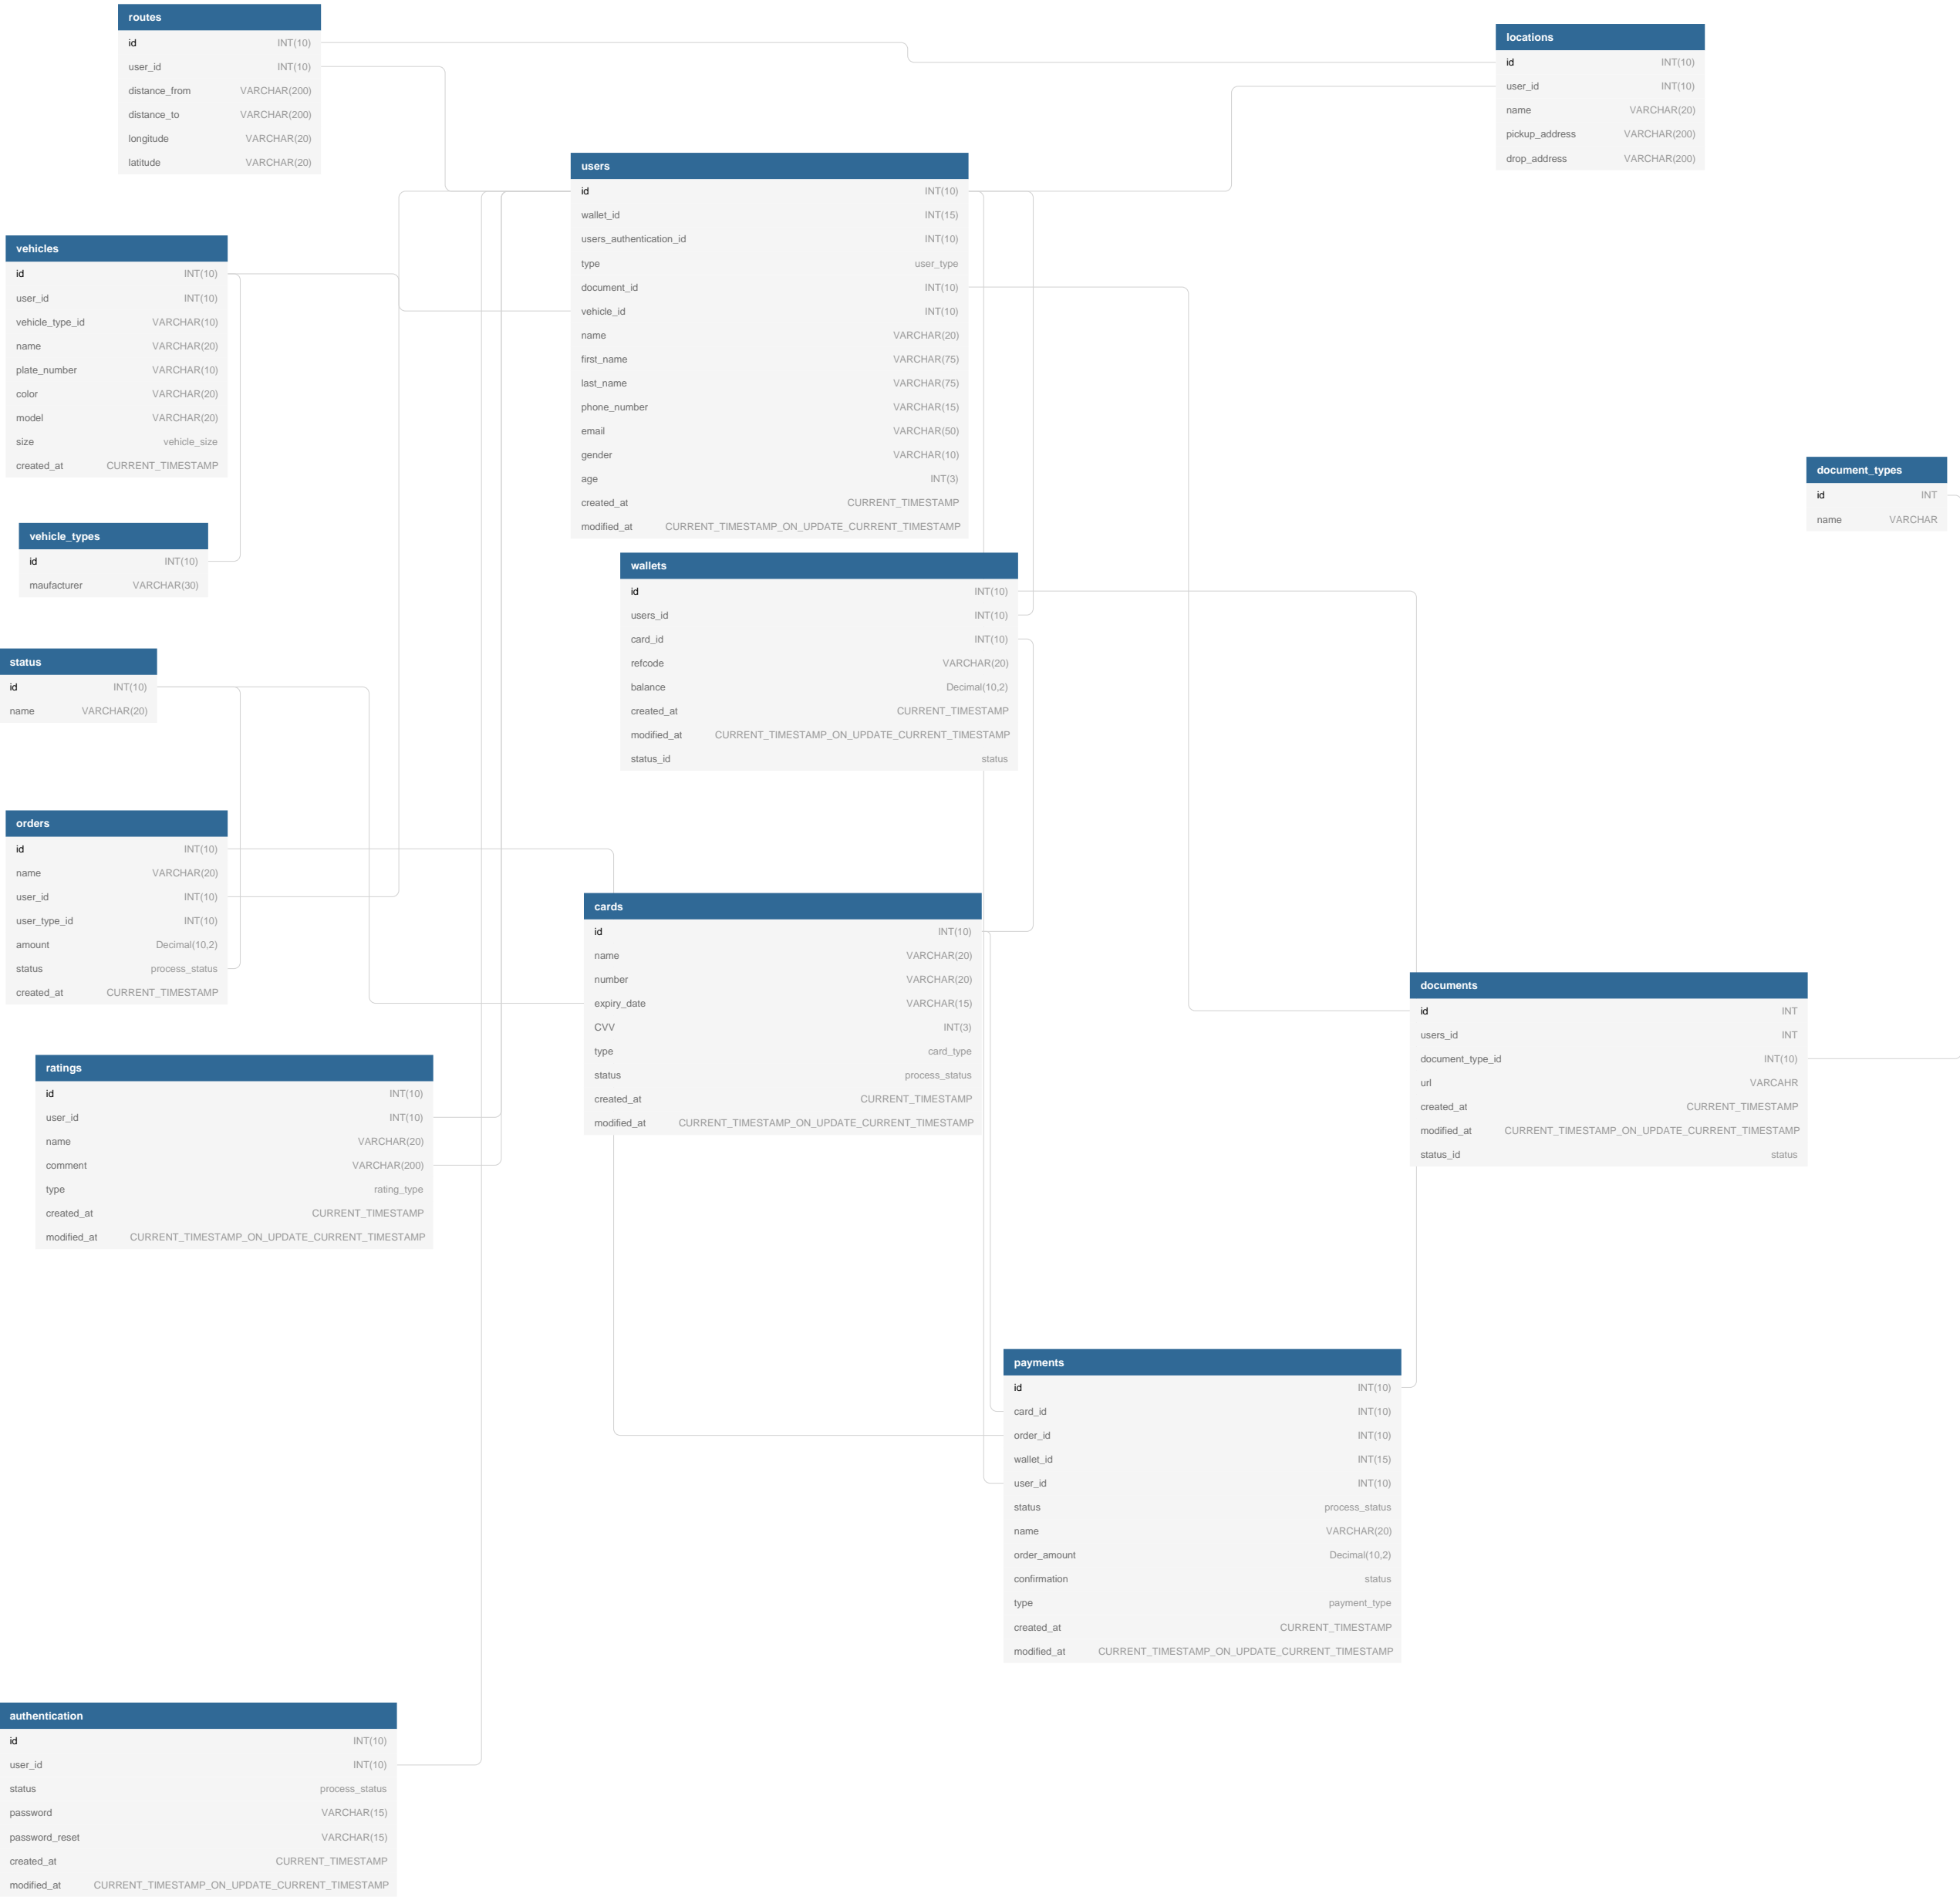 routes
id INT(10)
user_id INT(10)
distance_from VARCHAR(200)
distance_to VARCHAR(200)
longitude VARCHAR(20)
latitude VARCHAR(20)
locations
id INT(10)
user_id INT(10)
name VARCHAR(20)
pickup_address VARCHAR(200)
drop_address VARCHAR(200)
users
id INT(10)
wallet_id INT(15)
users_authentication_id INT(10)
type user_type
document_id INT(10)
vehicle_id INT(10)
name VARCHAR(20)
first_name VARCHAR(75)
last_name VARCHAR(75)
phone_number VARCHAR(15)
email VARCHAR(50)
gender VARCHAR(10)
age INT(3)
created_at CURRENT_TIMESTAMP
modified_at CURRENT_TIMESTAMP_ON_UPDATE_CURRENT_TIMESTAMP
vehicles
id INT(10)
user_id INT(10)
vehicle_type_id VARCHAR(10)
name VARCHAR(20)
plate_number VARCHAR(10)
color VARCHAR(20)
model VARCHAR(20)
size vehicle_size
created_at CURRENT_TIMESTAMP
document_types
id INT
name VARCHAR
vehicle_types
id INT(10)
maufacturer VARCHAR(30)
wallets
id INT(10)
users_id INT(10)
card_id INT(10)
refcode VARCHAR(20)
balance Decimal(10,2)
created_at CURRENT_TIMESTAMP
modified_at CURRENT_TIMESTAMP_ON_UPDATE_CURRENT_TIMESTAMP
status_id status
status
id INT(10)
name VARCHAR(20)
orders
id INT(10)
name VARCHAR(20)
user_id INT(10)
user_type_id INT(10)
amount Decimal(10,2)
status process_status
created_at CURRENT_TIMESTAMP
cards
id INT(10)
name VARCHAR(20)
number VARCHAR(20)
expiry_date VARCHAR(15)
CVV INT(3)
type card_type
status process_status
created_at CURRENT_TIMESTAMP
modified_at CURRENT_TIMESTAMP_ON_UPDATE_CURRENT_TIMESTAMP
documents
id INT
users_id INT
document_type_id INT(10)
url VARCAHR
created_at CURRENT_TIMESTAMP
modified_at CURRENT_TIMESTAMP_ON_UPDATE_CURRENT_TIMESTAMP
status_id status
ratings
id INT(10)
user_id INT(10)
name VARCHAR(20)
comment VARCHAR(200)
type rating_type
created_at CURRENT_TIMESTAMP
modified_at CURRENT_TIMESTAMP_ON_UPDATE_CURRENT_TIMESTAMP
payments
id INT(10)
card_id INT(10)
order_id INT(10)
wallet_id INT(15)
user_id INT(10)
status process_status
name VARCHAR(20)
order_amount Decimal(10,2)
confirmation status
type payment_type
created_at CURRENT_TIMESTAMP
modified_at CURRENT_TIMESTAMP_ON_UPDATE_CURRENT_TIMESTAMP
authentication
id INT(10)
user_id INT(10)
status process_status
password VARCHAR(15)
password_reset VARCHAR(15)
created_at CURRENT_TIMESTAMP
modified_at CURRENT_TIMESTAMP_ON_UPDATE_CURRENT_TIMESTAMP